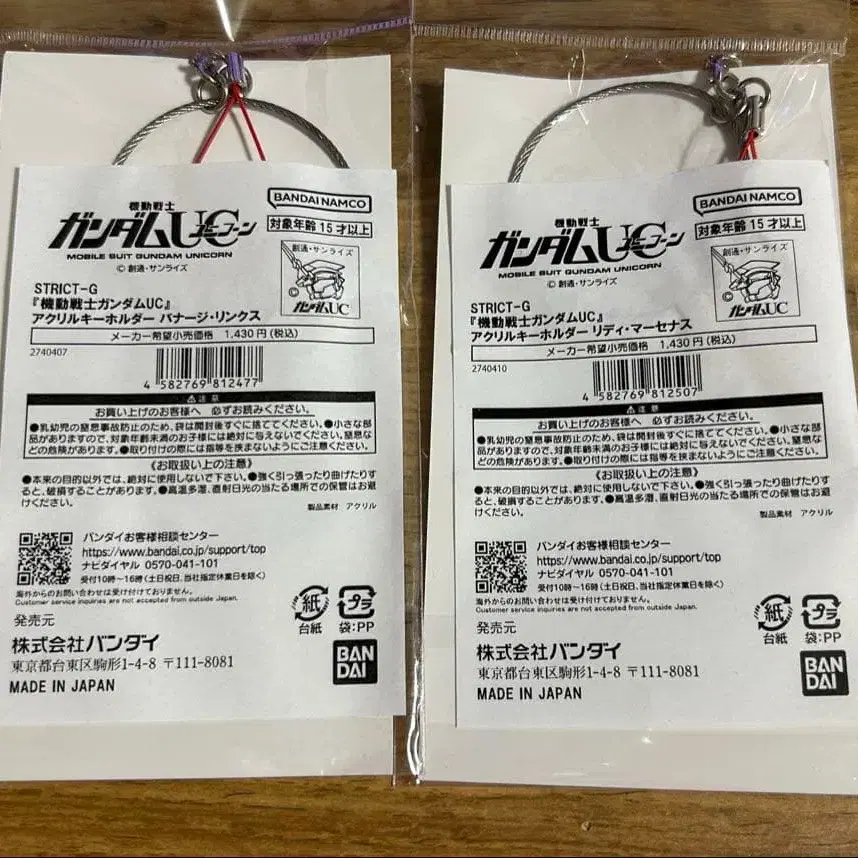 機動戦士
ガンダムUC
ユニコーン
MOBILE SUIT GUNDAM UNICORN
© 創通・サンライズ
BANDAI NAMCO
対象年齢 15才以上
創通・サンライズ
© ガンダムUC
STRICT-G
『機動戦士ガンダムUC』
アクリルキーホルダー バナージ・リンクス
メーカー希望小売価格 1,430円(税込)
2740407
4 582769 812477
⚠注意
お買い上げのお客様へ 必ずお読みください。
●乳幼児の窒息事故防止のため、袋は開封後すぐに捨ててください。●小さな部
品がありますので、対象年齢未満のお子様には絶対に与えないでください。窒息な
どの危険があります。●取り付けの際には指等を挟まないようにご注意ください。
《お取扱い上の注意》
●本来の目的以外では、絶対に使用しないで下さい。●強く引っ張ったり曲げたりす
ると、破損することがあります。●高温多湿、直射日光の当たる場所での保管はお避
けください。
製品素材 アクリル
バンダイお客様相談センター
https://www.bandai.co.jp/support/top
ナビダイヤル 0570-041-101
受付10時～16時(土日祝日、当社指定休業日を除く)
海外からのお問い合わせは受け付けておりません。
Customer service inquiries are not accepted from outside Japan.
紙
台紙
プラ
袋:PP
発売元
株式会社バンダイ
東京都台東区駒形1-4-8 〒111-8081
MADE IN JAPAN
BAN
DAI
機動戦士
ガンダムUC
ユニコーン
MOBILE SUIT GUNDAM UNICORN
© 創通・サンライズ
BANDAI NAMCO
対象年齢 15才以上
創通・サンライズ
© ガンダムUC
STRICT-G
『機動戦士ガンダムUC』
アクリルキーホルダー リディ・マーセナス
メーカー希望小売価格 1,430円(税込)
2740410
4 582769 812507
⚠注意
お買い上げのお客様へ 必ずお読みください。
●乳幼児の窒息事故防止のため、袋は開封後すぐに捨ててください。●小さな部
品がありますので、対象年齢未満のお子様には絶対に与えないでください。窒息な
どの危険があります。●取り付けの際には指等を挟まないようにご注意ください。
《お取扱い上の注意》
●本来の目的以外では、絶対に使用しないで下さい。●強く引っ張ったり曲げたりす
ると、破損することがあります。●高温多湿、直射日光の当たる場所での保管はお避
けください。
製品素材 アクリル
バンダイお客様相談センター
https://www.bandai.co.jp/support/top
ナビダイヤル 0570-041-101
受付10時～16時(土日祝日、当社指定休業日を除く)
海外からのお問い合わせは受け付けておりません。
Customer service inquiries are not accepted from outside Japan.
紙
台紙
プラ
袋:PP
発売元
株式会社バンダイ
東京都台東区駒形1-4-8 〒111-8081
MADE IN JAPAN
BAN
DAI